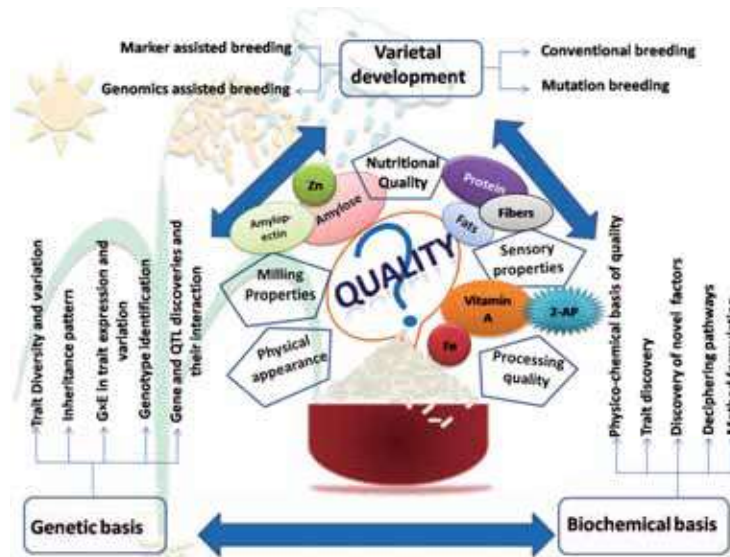 Marker assisted breeding
Genomics assisted breeding
Varietal
development
Conventional breeding
Mutation breeding
Nutritional
Quality
Zn
Amylose
Amylop-
ectin
Protein
Fats
Fibers
Sensory
properties
Milling
Properties
QUALITY
?
Vitamin
A
2-AP
Fe
Physical
appearance
Processing
quality
Trait Diversity and variation
Inheritance pattern
GxE in trait expression and
variation
Genotype identification
Gene and QTL discoveries and
their interaction
Physico-chemical basis of quality
Trait discovery
Discovery of novel factors
Deciphering pathways
Genetic basis
Biochemical basis